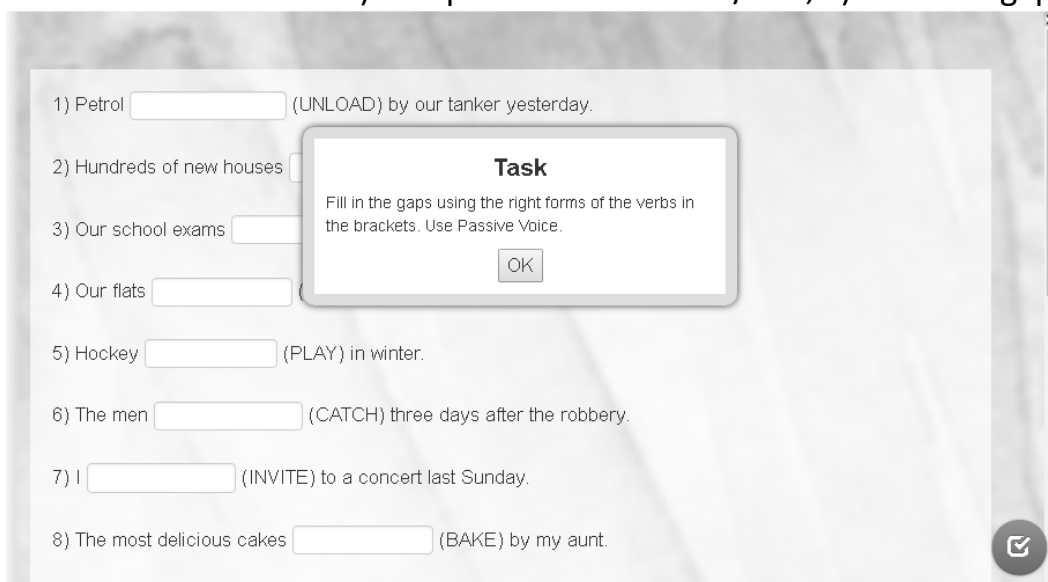 1) Petrol (UNLOAD) by our tanker yesterday.
2) Hundreds of new houses
Task
Fill in the gaps using the right forms of the verbs in
the brackets. Use Passive Voice.
OK
3) Our school exams
4) Our flats (
5) Hockey (PLAY) in winter.
6) The men (CATCH) three days after the robbery.
7) I (INVITE) to a concert last Sunday.
8) The most delicious cakes (BAKE) by my aunt.